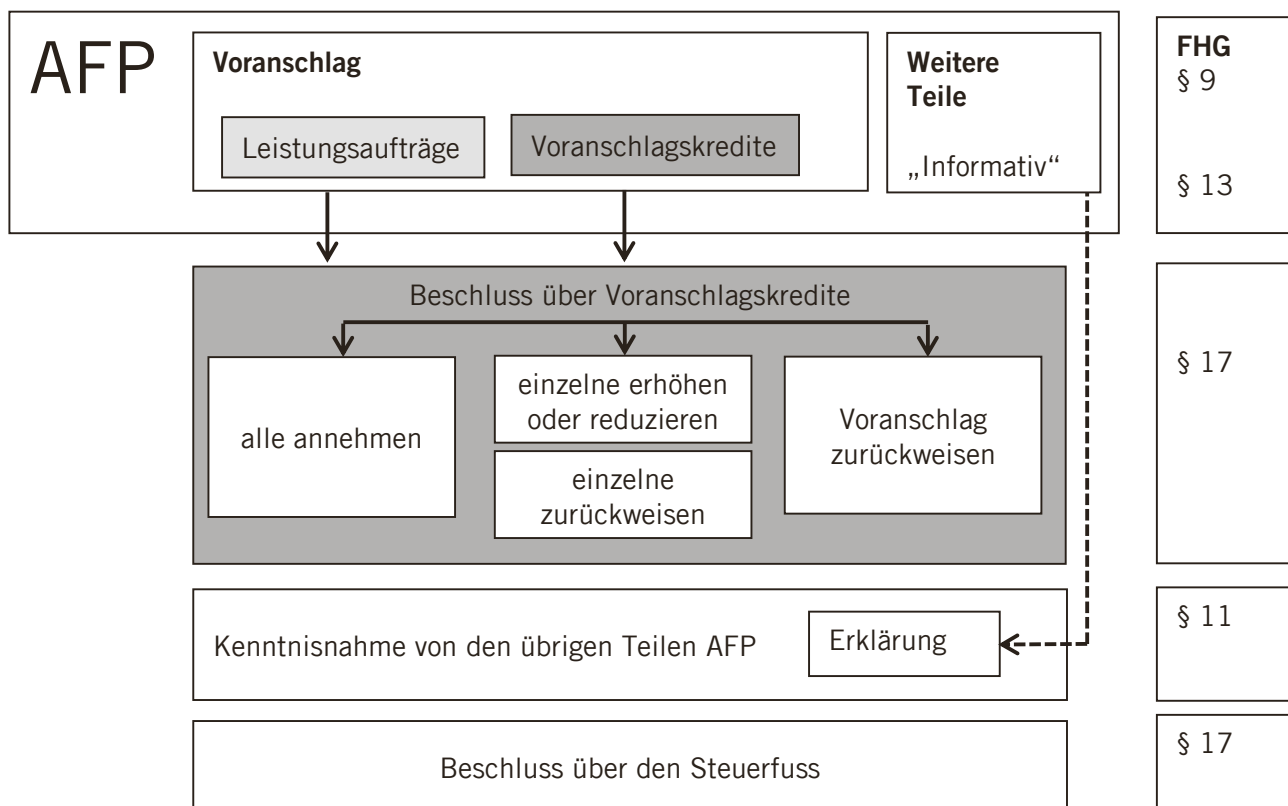 AFP
Voranschlag
Leistungsaufträge
Voranschlagskredite
Weitere
Teile
„Informativ“
FHG
§ 9
§ 13
Beschluss über Voranschlagskredite
alle annehmen
einzelne erhöhen
oder reduzieren
einzelne
zurückweisen
Voranschlag
zurückweisen
§ 17
Kenntnisnahme von den übrigen Teilen AFP
Erklärung
§ 11
Beschluss über den Steuerfuss
§ 17